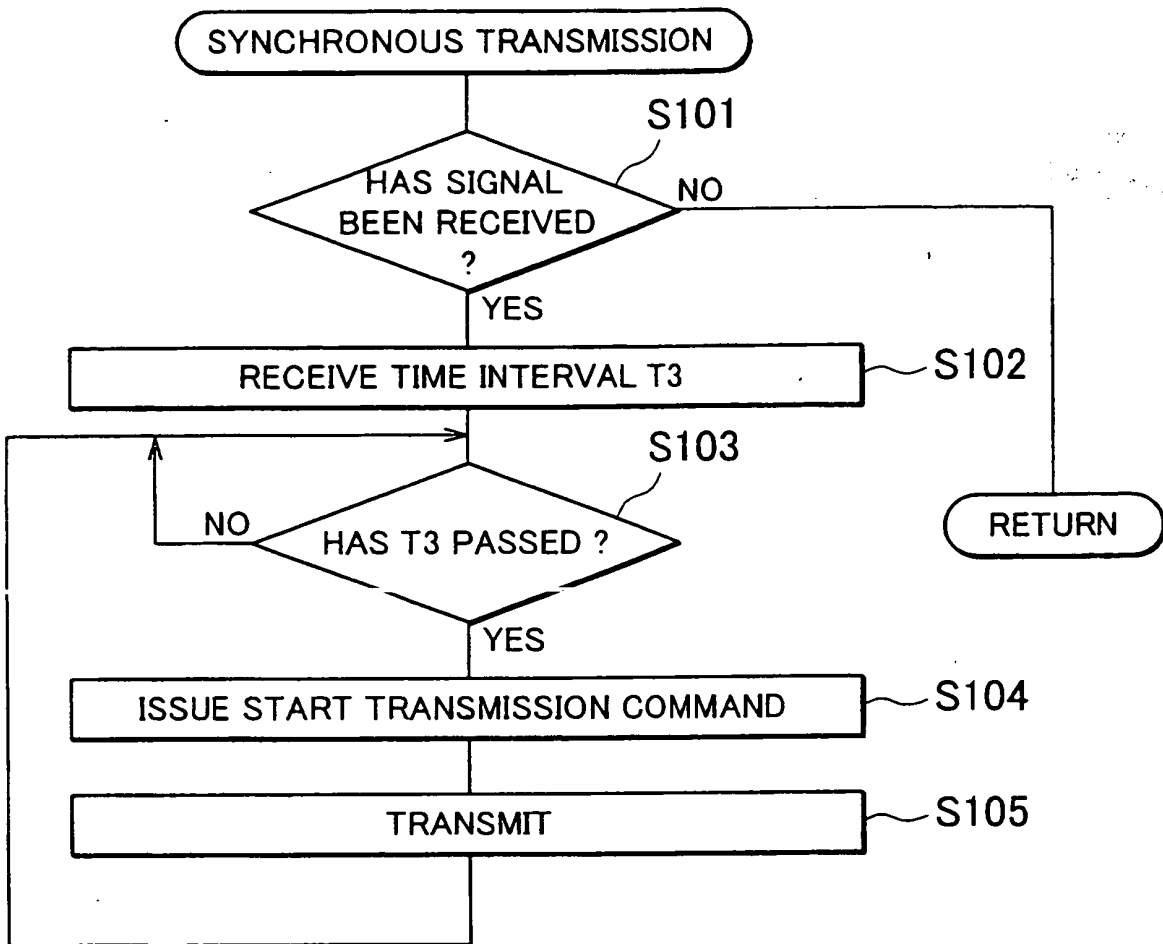 SYNCHRONOUS TRANSMISSION
S101
HAS SIGNAL
BEEN RECEIVED
?
NO
YES
RECEIVE TIME INTERVAL T3
S102
S103
NO
HAS T3 PASSED ?
RETURN
YES
ISSUE START TRANSMISSION COMMAND
S104
TRANSMIT
S105